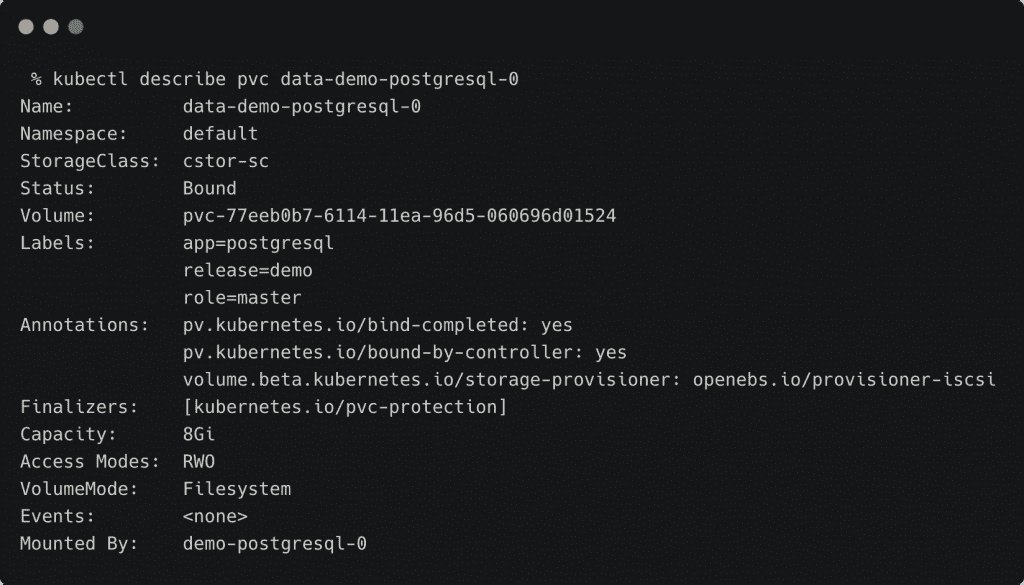 % kubectl describe pvc data-demo-postgresql-0
Name:          data-demo-postgresql-0
Namespace:     default
StorageClass:  cstor-sc
Status:        Bound
Volume:        pvc-77eeb0b7-6114-11ea-96d5-060696d01524
Labels:        app=postgresql
               release=demo
               role=master
Annotations:   pv.kubernetes.io/bind-completed: yes
               pv.kubernetes.io/bound-by-controller: yes
               volume.beta.kubernetes.io/storage-provisioner: openebs.io/provisioner-iscsi
Finalizers:    [kubernetes.io/pvc-protection]
Capacity:      8Gi
Access Modes:  RWO
VolumeMode:    Filesystem
Events:        <none>
Mounted By:    demo-postgresql-0